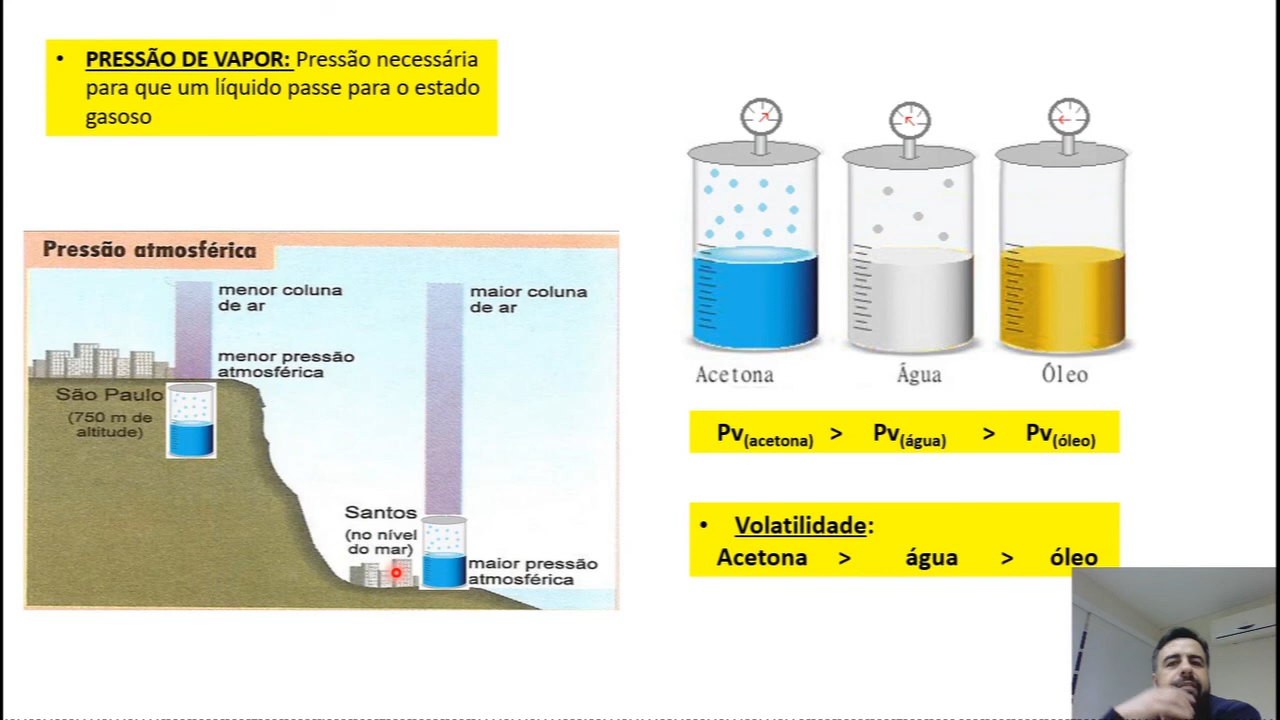 • PRESSÃO DE VAPOR: Pressão necessária
para que um líquido passe para o estado
gasoso
Pressão atmosférica
menor coluna
de ar
maior coluna
de ar
menor pressão
atmosférica
São Paulo
(750 m de
altitude)
Santos
(no nível
do mar)
maior pressão
atmosférica
Acetona Água Óleo
Pv(acetona) > Pv(água) > Pv(óleo)
• Volatilidade:
Acetona > água > óleo